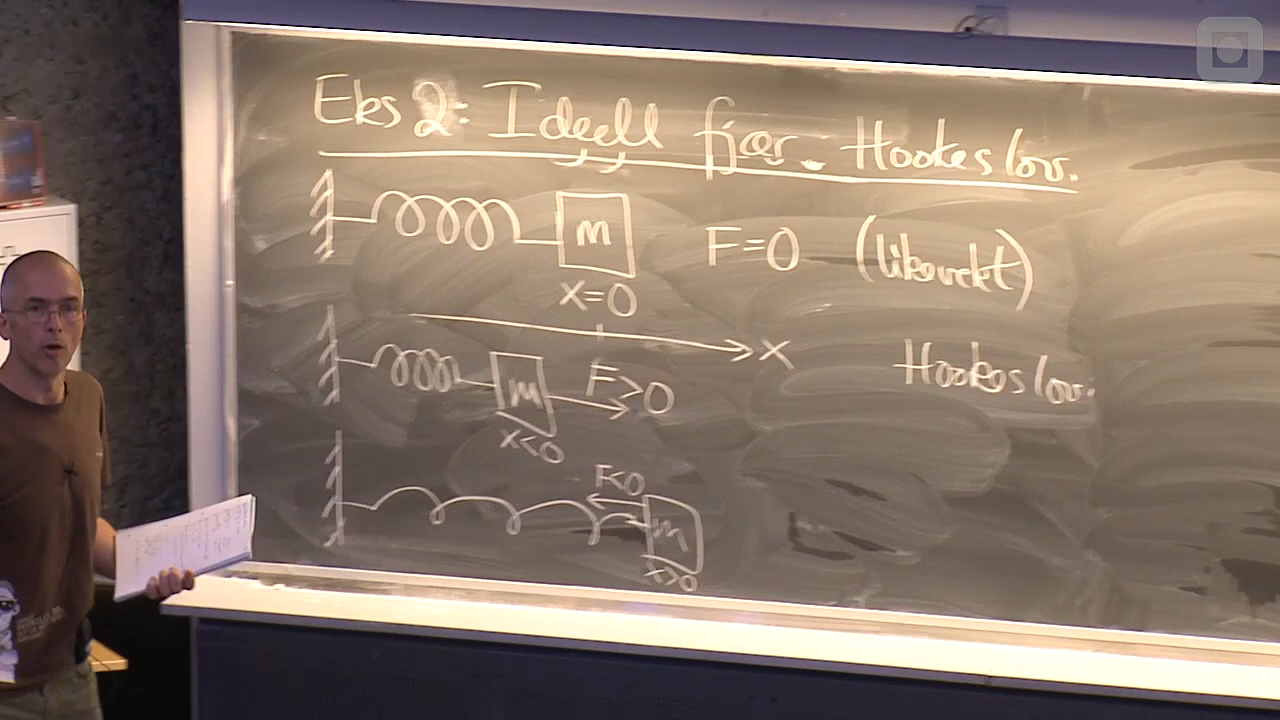 Eks 2: Ideell fjær. Hookes lov.
m F=0 (likevekt)
x=0
x
Hookes lov:
m F>0
x<0
F<0
m
x>0